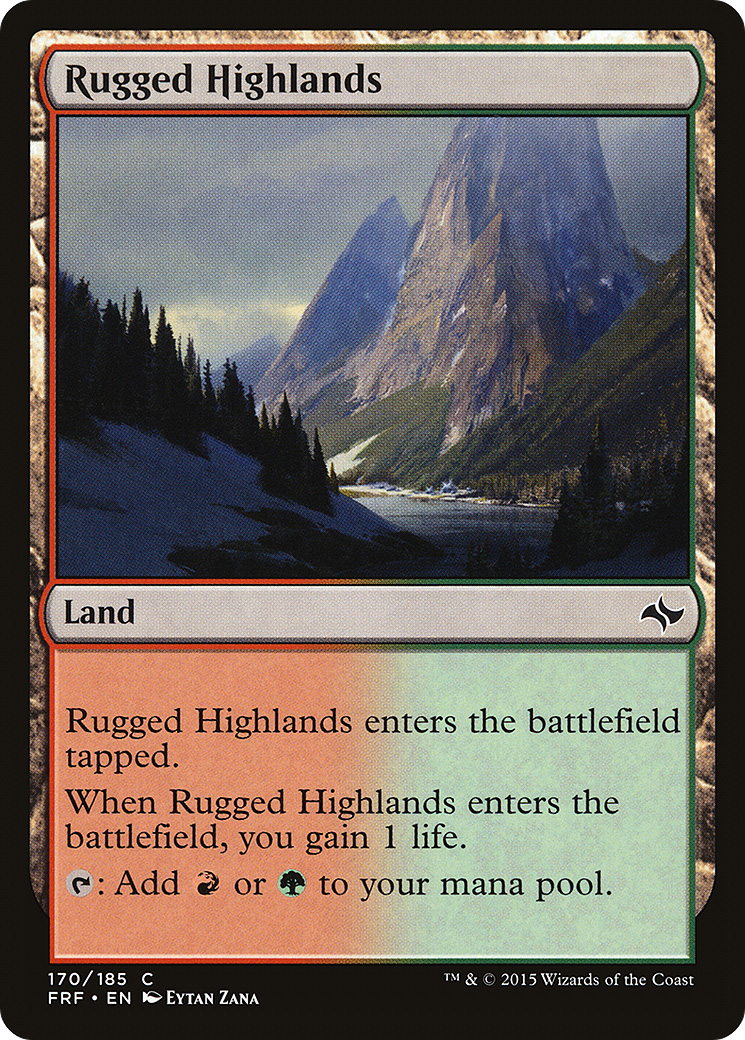 Rugged Highlands
Land
Rugged Highlands enters the battlefield
tapped.
When Rugged Highlands enters the
battlefield, you gain 1 life.
: Add or to your mana pool.
170/185 C
FRF • EN Eytan Zana
™ & © 2015 Wizards of the Coast